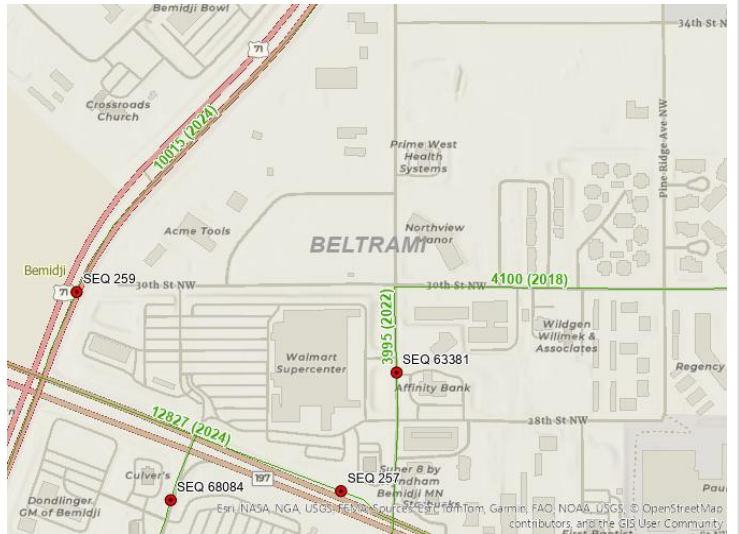 Bemidji Bowl
34th St N
71
Crossroads
Church
10015 (2024)
Prime West
Health
Systems
Pine Ridge Ave NW
Acme Tools
Northview
Manor
BELTRAMI
Bemidji
SEQ 259
71
30th St NW
30th St NW
4100 (2018)
3995 (2022)
Wildgen
Wilimek &
Associates
Walmart
Supercenter
SEQ 63381
Regency
Affinity Bank
12827 (2024)
28th St NW
Culver's
197
SEQ 257
Super 8 by
Wyndham
Bemidji MN
Starbucks
SEQ 68084
Dondlinger
GM of Bemidji
Pau
First Baptist
Esri, NASA, NGA, USGS, FEMA, Sources: Esri, TomTom, Garmin, FAO, NOAA, USGS, © OpenStreetMap
contributors, and the GIS User Community